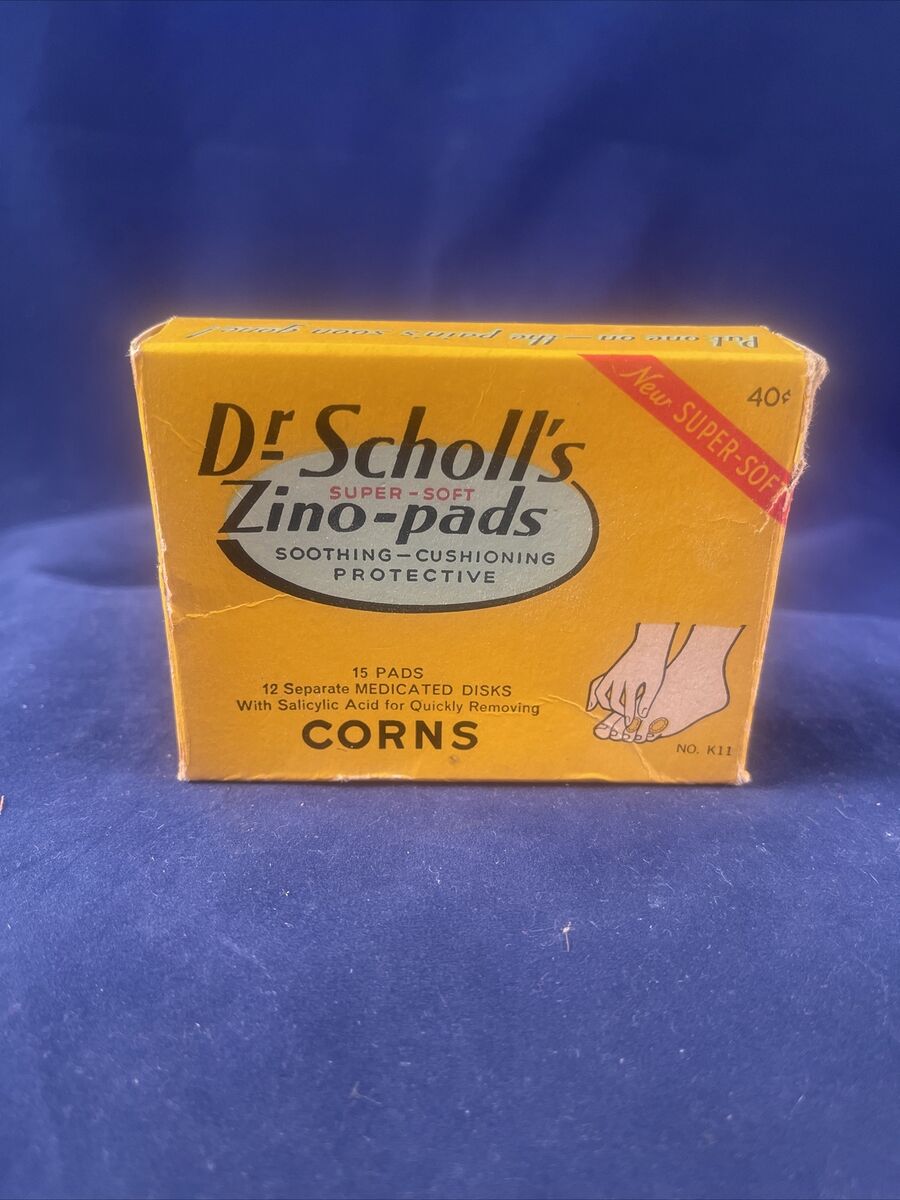 Put one on — the pain's soon gone!
New SUPER-SOFT
40¢
Dr Scholl's
SUPER-SOFT
Zino-pads
SOOTHING—CUSHIONING
PROTECTIVE
15 PADS
12 Separate MEDICATED DISKS
With Salicylic Acid for Quickly Removing
CORNS
NO. K11